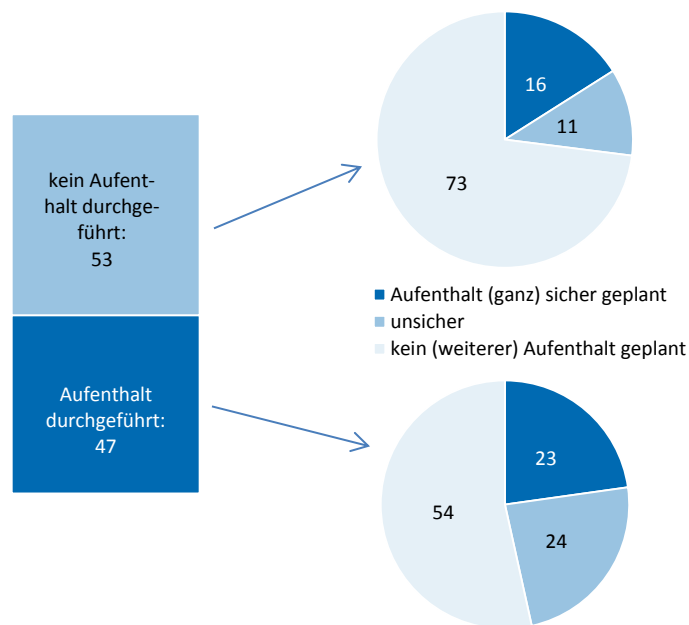 16
11
73
kein Aufent-
halt durchge-
führt:
53
Aufenthalt (ganz) sicher geplant
unsicher
kein (weiterer) Aufenthalt geplant
Aufenthalt
durchgeführt:
47
23
54
24